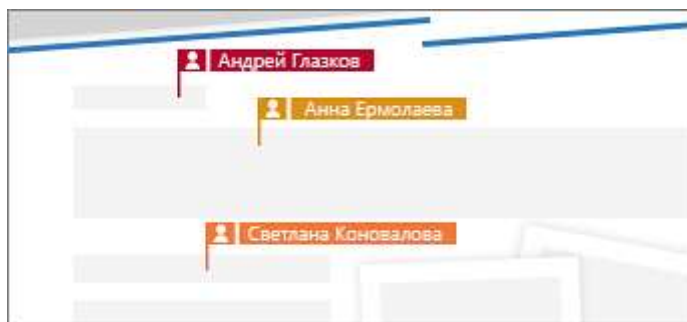 Андрей Глазков
Анна Ермолаева
Светлана Коновалова